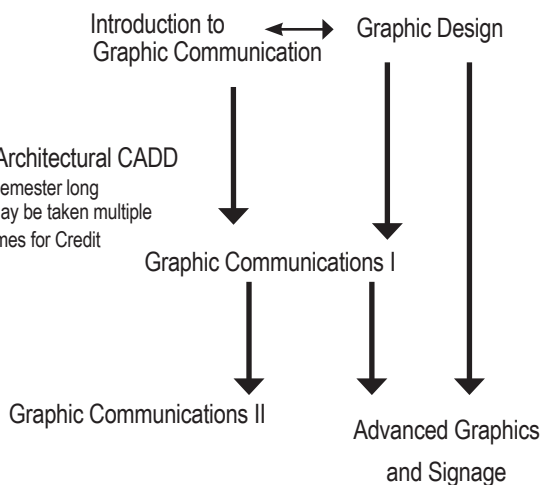 Introduction to
Graphic Communication
Graphic Design
Architectural CADD
emester long
ay be taken multiple
mes for Credit
Graphic Communications I
Graphic Communications II
Advanced Graphics
and Signage